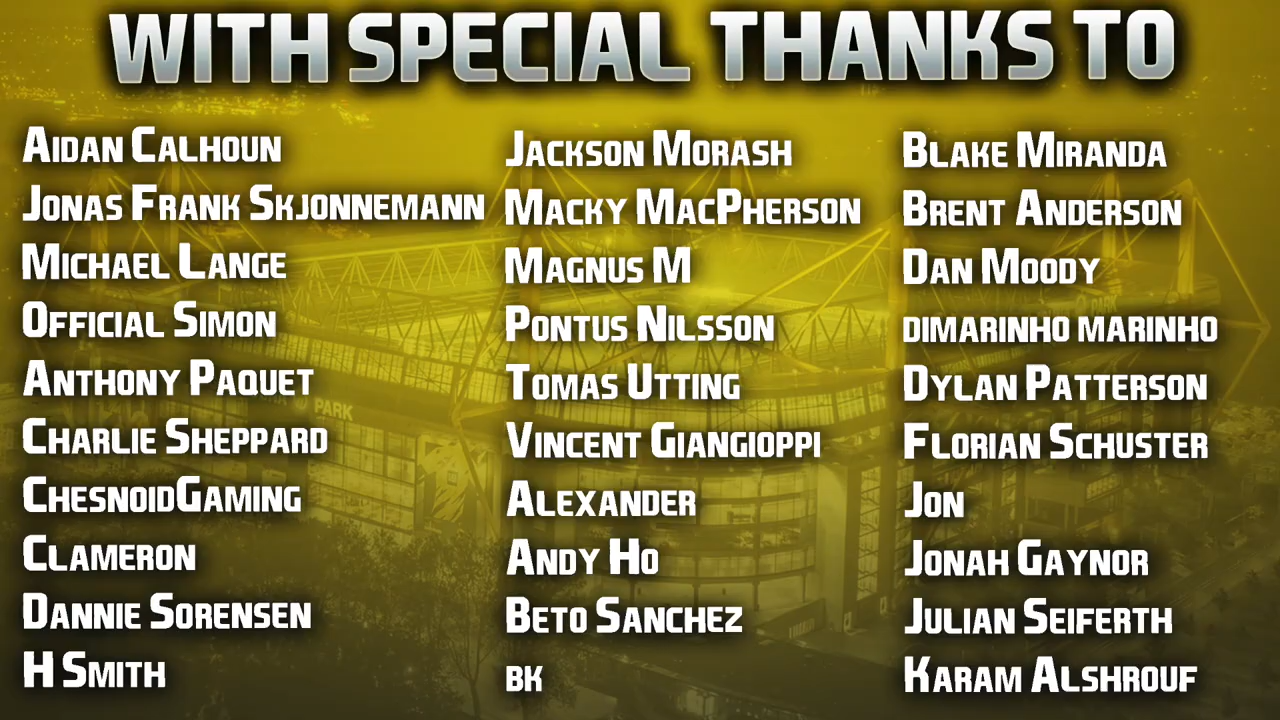 WITH SPECIAL THANKS TO
AIDAN CALHOUN
JONAS FRANK SKJONNEMANN
MICHAEL LANGE
OFFICIAL SIMON
ANTHONY PAQUET
CHARLIE SHEPPARD
CHESNOIDGAMING
CLAMERON
DANNIE SORENSEN
H SMITH
JACKSON MORASH
MACKY MACPHERSON
MAGNUS M
PONTUS NILSSON
TOMAS UTTING
VINCENT GIANGIOPPI
ALEXANDER
ANDY HO
BETO SANCHEZ
BK
BLAKE MIRANDA
BRENT ANDERSON
DAN MOODY
DIMARINHO MARINHO
DYLAN PATTERSON
FLORIAN SCHUSTER
JON
JONAH GAYNOR
JULIAN SEIFERTH
KARAM ALSHROUF
PARK